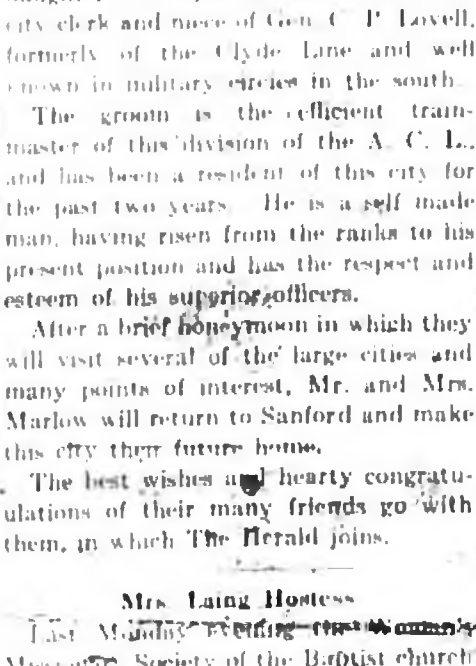 city clerk and niece of Gen. C. P. Lovell,
formerly of the Clyde Line and well
known in military circles in the south.
The groom is the efficient train-
master of this division of the A. C. L.,
and has been a resident of this city for
the past two years. He is a self made
man, having risen from the ranks to his
present position and has the respect and
esteem of his superior officers.
After a brief honeymoon in which they
will visit several of the large cities and
many points of interest, Mr. and Mrs.
Marlow will return to Sanford and make
this city their future home.
The best wishes and hearty congratu-
ulations of their many friends go with
them, in which The Herald joins.
Mrs. Laing Hostess
Last Monday evening the Woman's
Society of the Baptist church